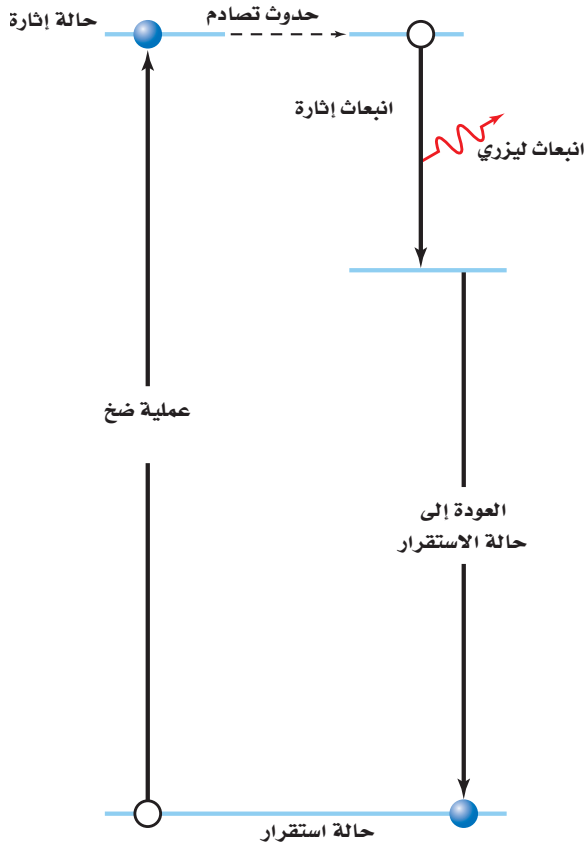 حالة إثارة
حدوث تصادم
انبعاث إثارة
انبعاث ليزري
عملية ضخ
العودة إلى
حالة الاستقرار
حالة استقرار